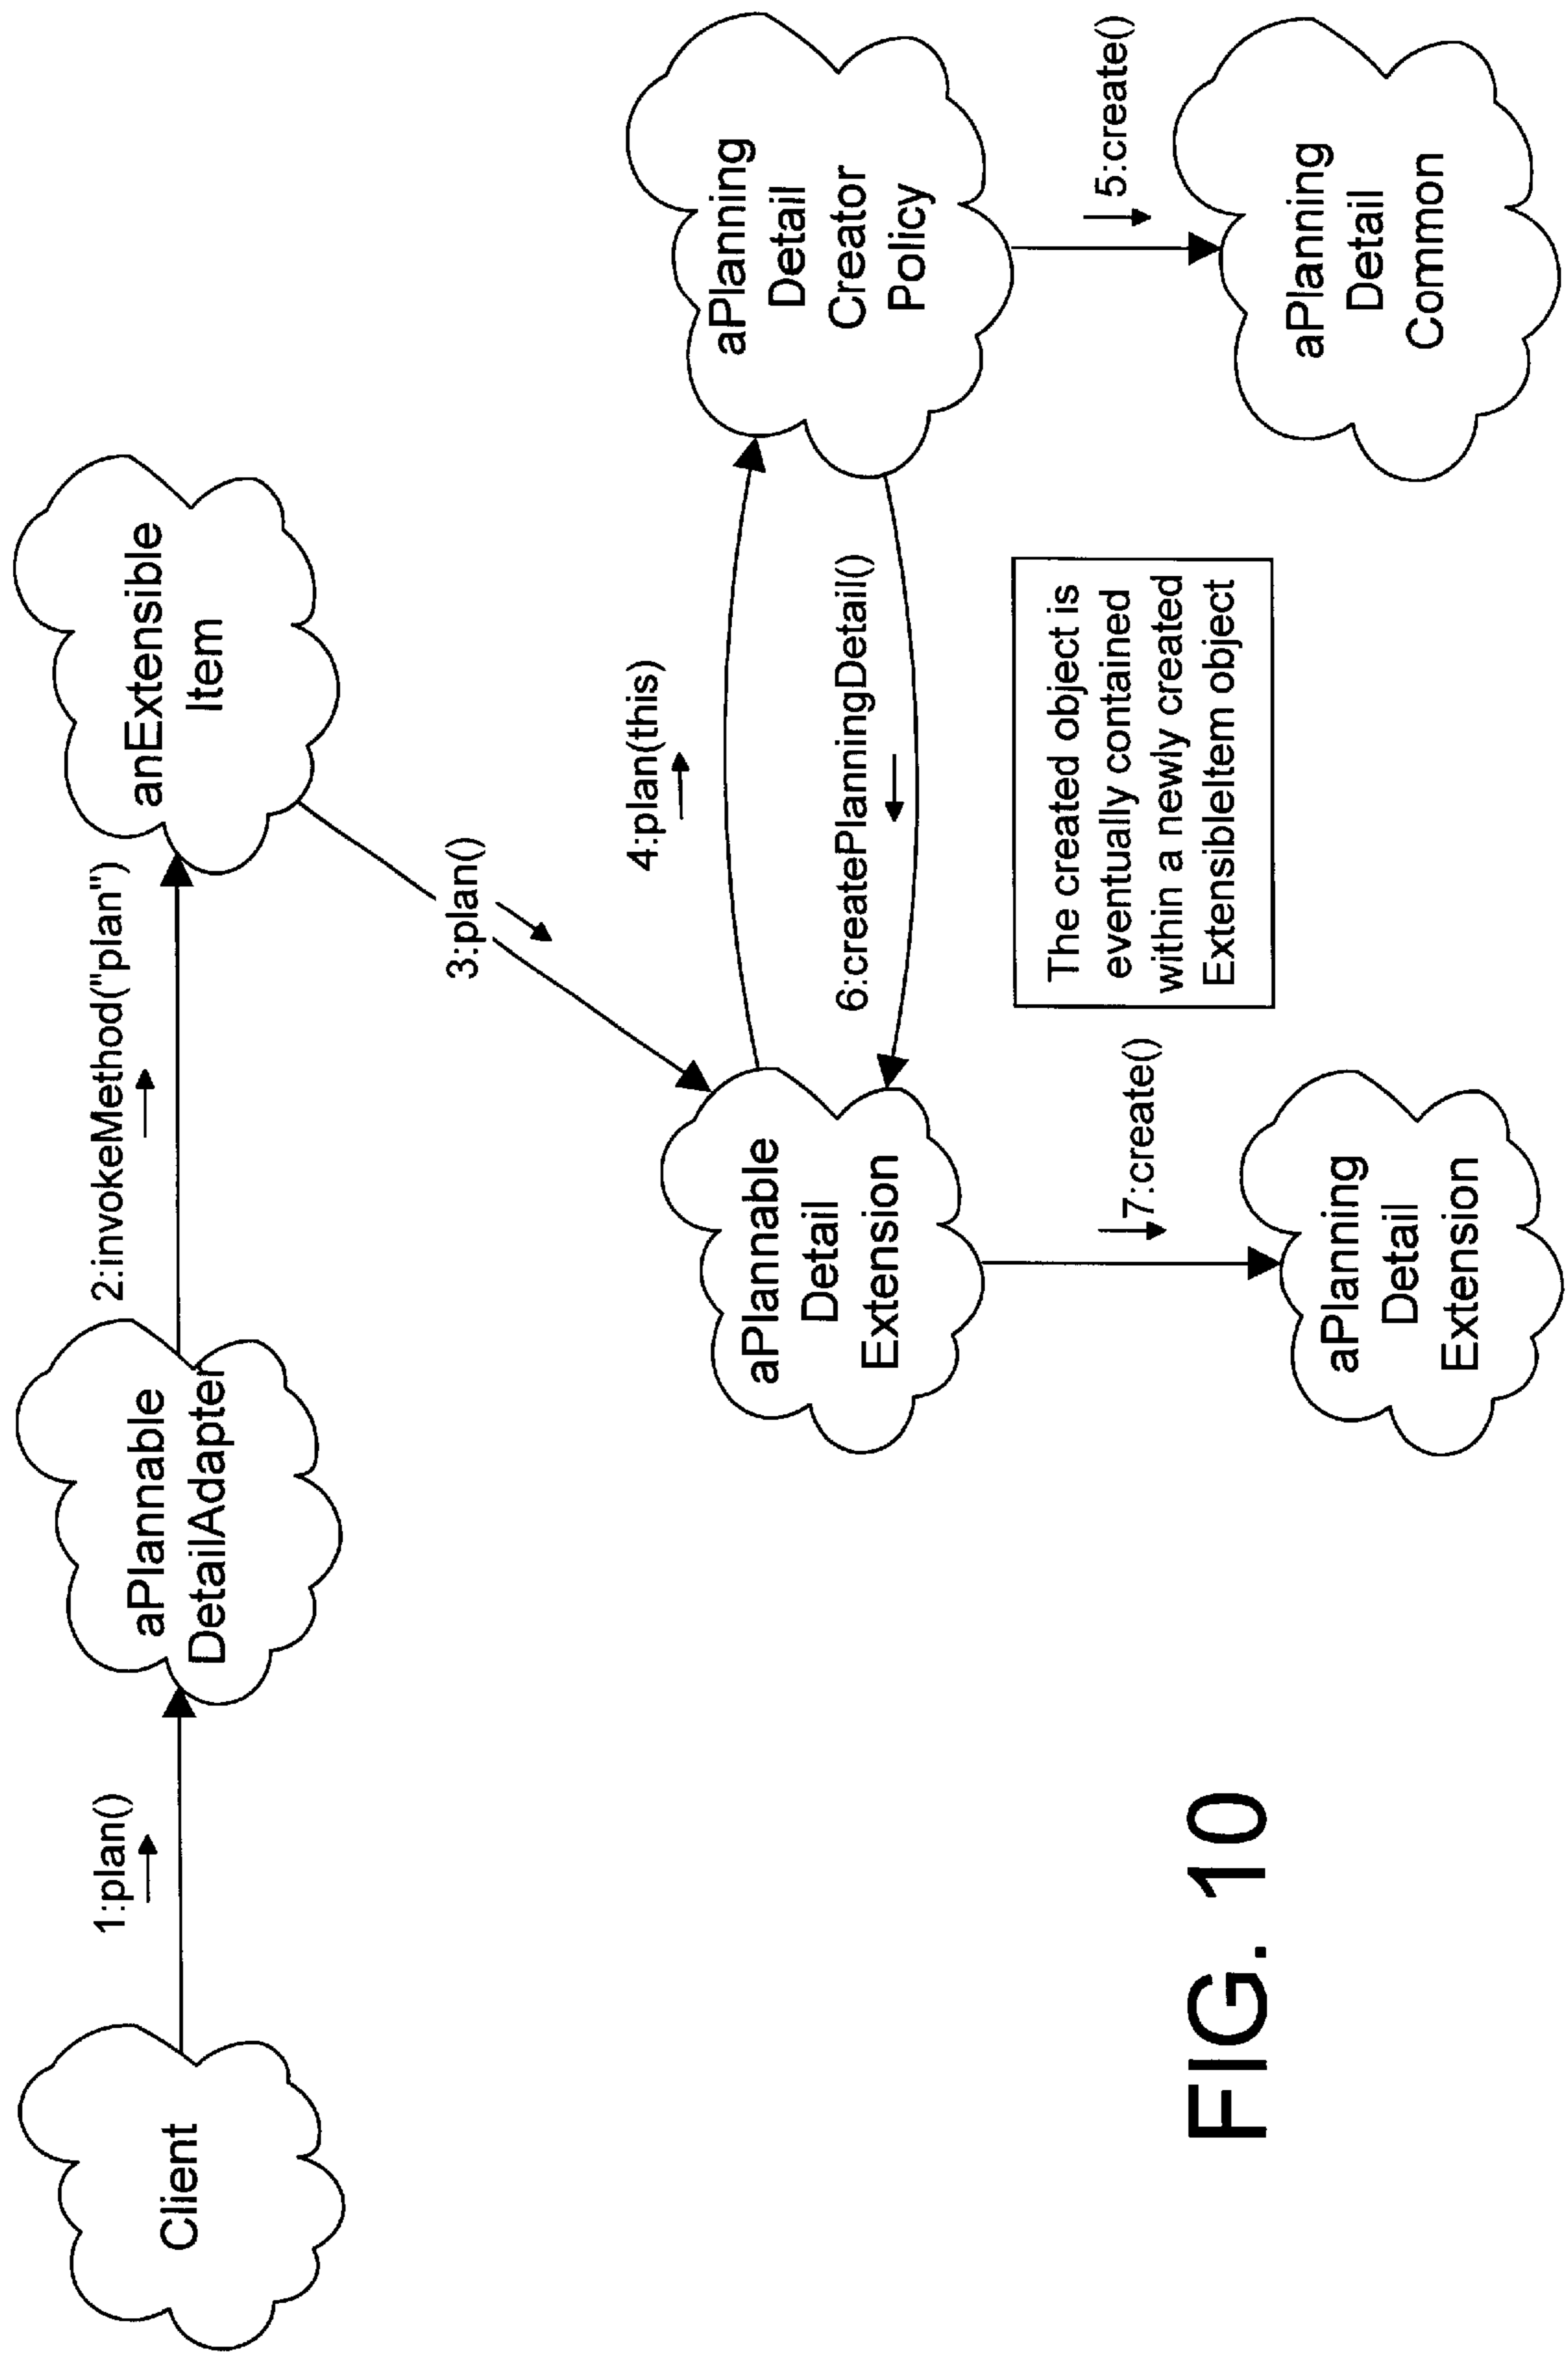 Client
1:plan()
aPlannable
DetailAdapter
2:invokeMethod("plan")
anExtensible
Item
3:plan()
aPlannable
Detail
Extension
4:plan(this)
aPlanning
Detail
Creator
Policy
5:create()
aPlanning
Detail
Common
6:createPlanningDetail()
The created object is
eventually contained
within a newly created
ExtensibleItem object
7:create()
aPlanning
Detail
Extension
FIG. 10